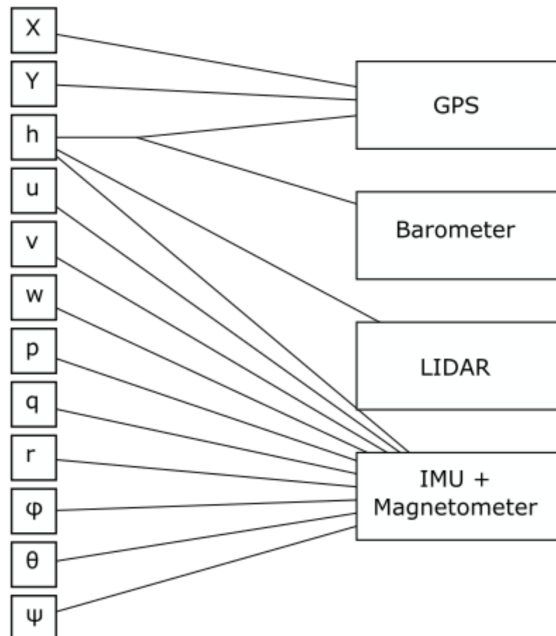 X
Y
h
u
v
w
p
q
r
φ
θ
ψ
GPS
Barometer
LIDAR
IMU +
Magnetometer